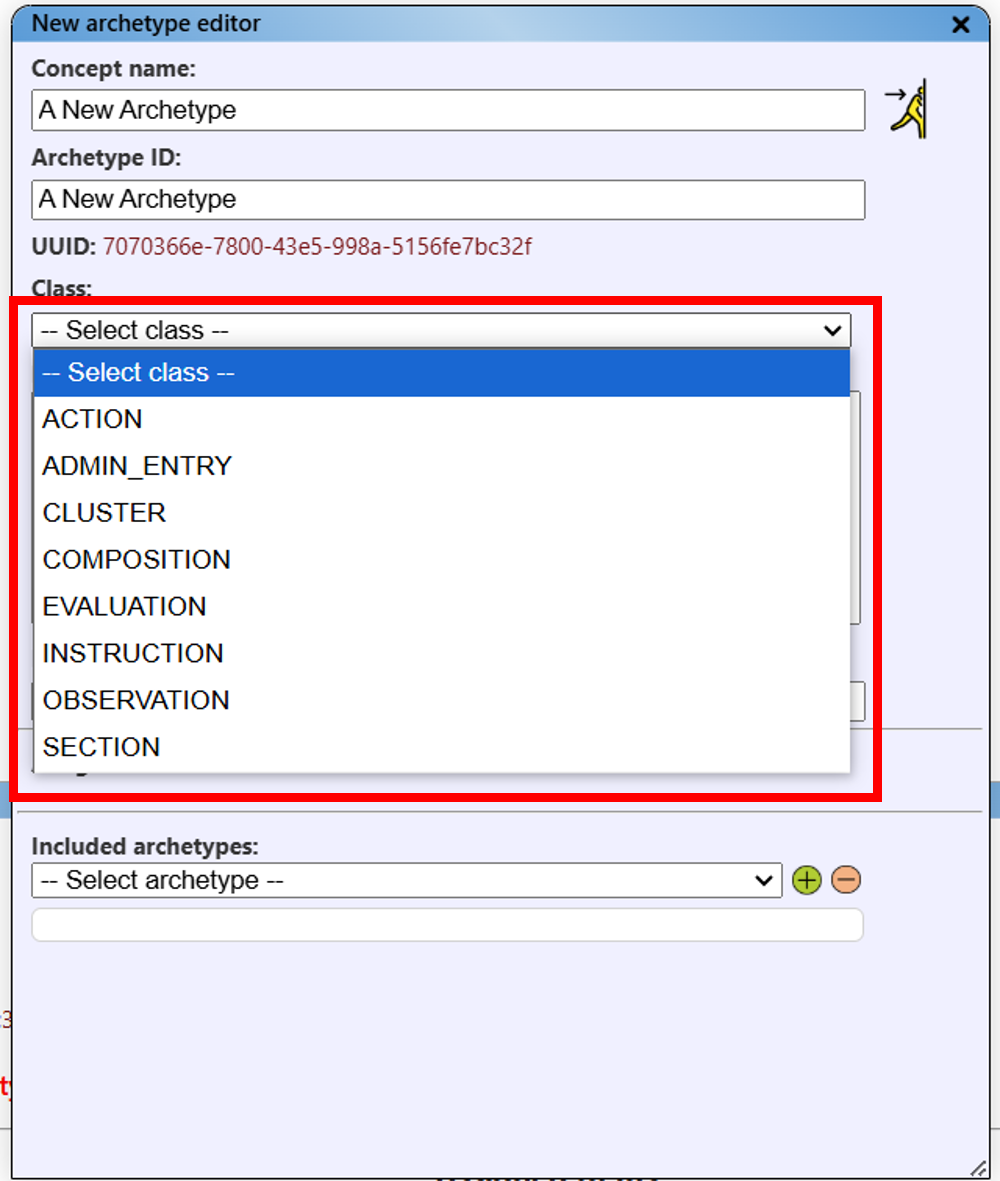 New archetype editor
Concept name:
A New Archetype
Archetype ID:
A New Archetype
UUID: 7070366e-7800-43e5-998a-5156fe7bc32f
Class:
-- Select class --
-- Select class --
ACTION
ADMIN_ENTRY
CLUSTER
COMPOSITION
EVALUATION
INSTRUCTION
OBSERVATION
SECTION
Included archetypes:
-- Select archetype --